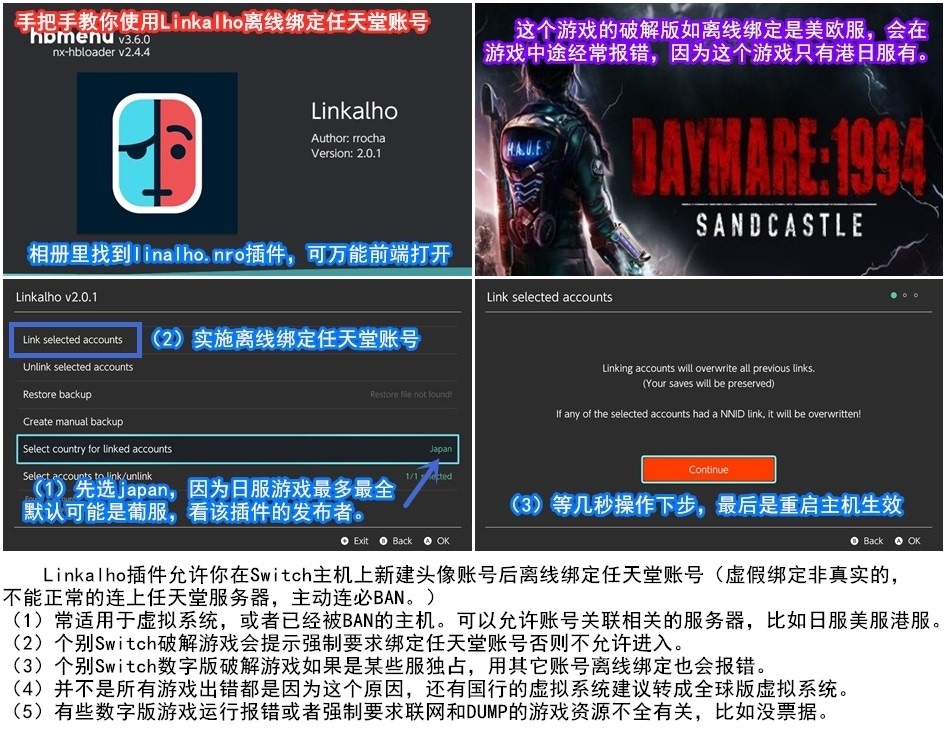 手把手教你使用Linkalho离线绑定任天堂账号
hbmenu v3.6.0
nx-hbloader v2.4.4
Linkalho
Author: rrocha
Version: 2.0.1
相册里找到linalho.nro插件，可万能前端打开
这个游戏的破解版如离线绑定是美欧服，会在
游戏中途经常报错，因为这个游戏只有港日服有。
H.A.D.E.S
DAYMARE:1994
SANDCASTLE
Linkalho v2.0.1
Link selected accounts
（2）实施离线绑定任天堂账号
Unlink selected accounts
Restore backup
Restore file not found!
Create manual backup
Select country for linked accounts
Japan
Select accounts to link/unlink
1/1 selected
（1）先选japan，因为日服游戏最多最全
默认可能是葡服，看该插件的发布者。
Exit Back OK
Link selected accounts
Linking accounts will overwrite all previous links.
(Your saves will be preserved)
If any of the selected accounts had a NNID link, it will be overwritten!
Continue
（3）等几秒操作下步，最后是重启主机生效
Back OK
Linkalho插件允许你在Switch主机上新建头像账号后离线绑定任天堂账号（虚假绑定非真实的，
不能正常的连上任天堂服务器，主动连必BAN。）
（1）常适用于虚拟系统，或者已经被BAN的主机。可以允许账号关联相关的服务器，比如日服美服港服。
（2）个别Switch破解游戏会提示强制要求绑定任天堂账号否则不允许进入。
（3）个别Switch数字版破解游戏如果是某些服独占，用其它账号离线绑定也会报错。
（4）并不是所有游戏出错都是因为这个原因，还有国行的虚拟系统建议转成全球版虚拟系统。
（5）有些数字版游戏运行报错或者强制要求联网和DUMP的游戏资源不全有关，比如没票据。